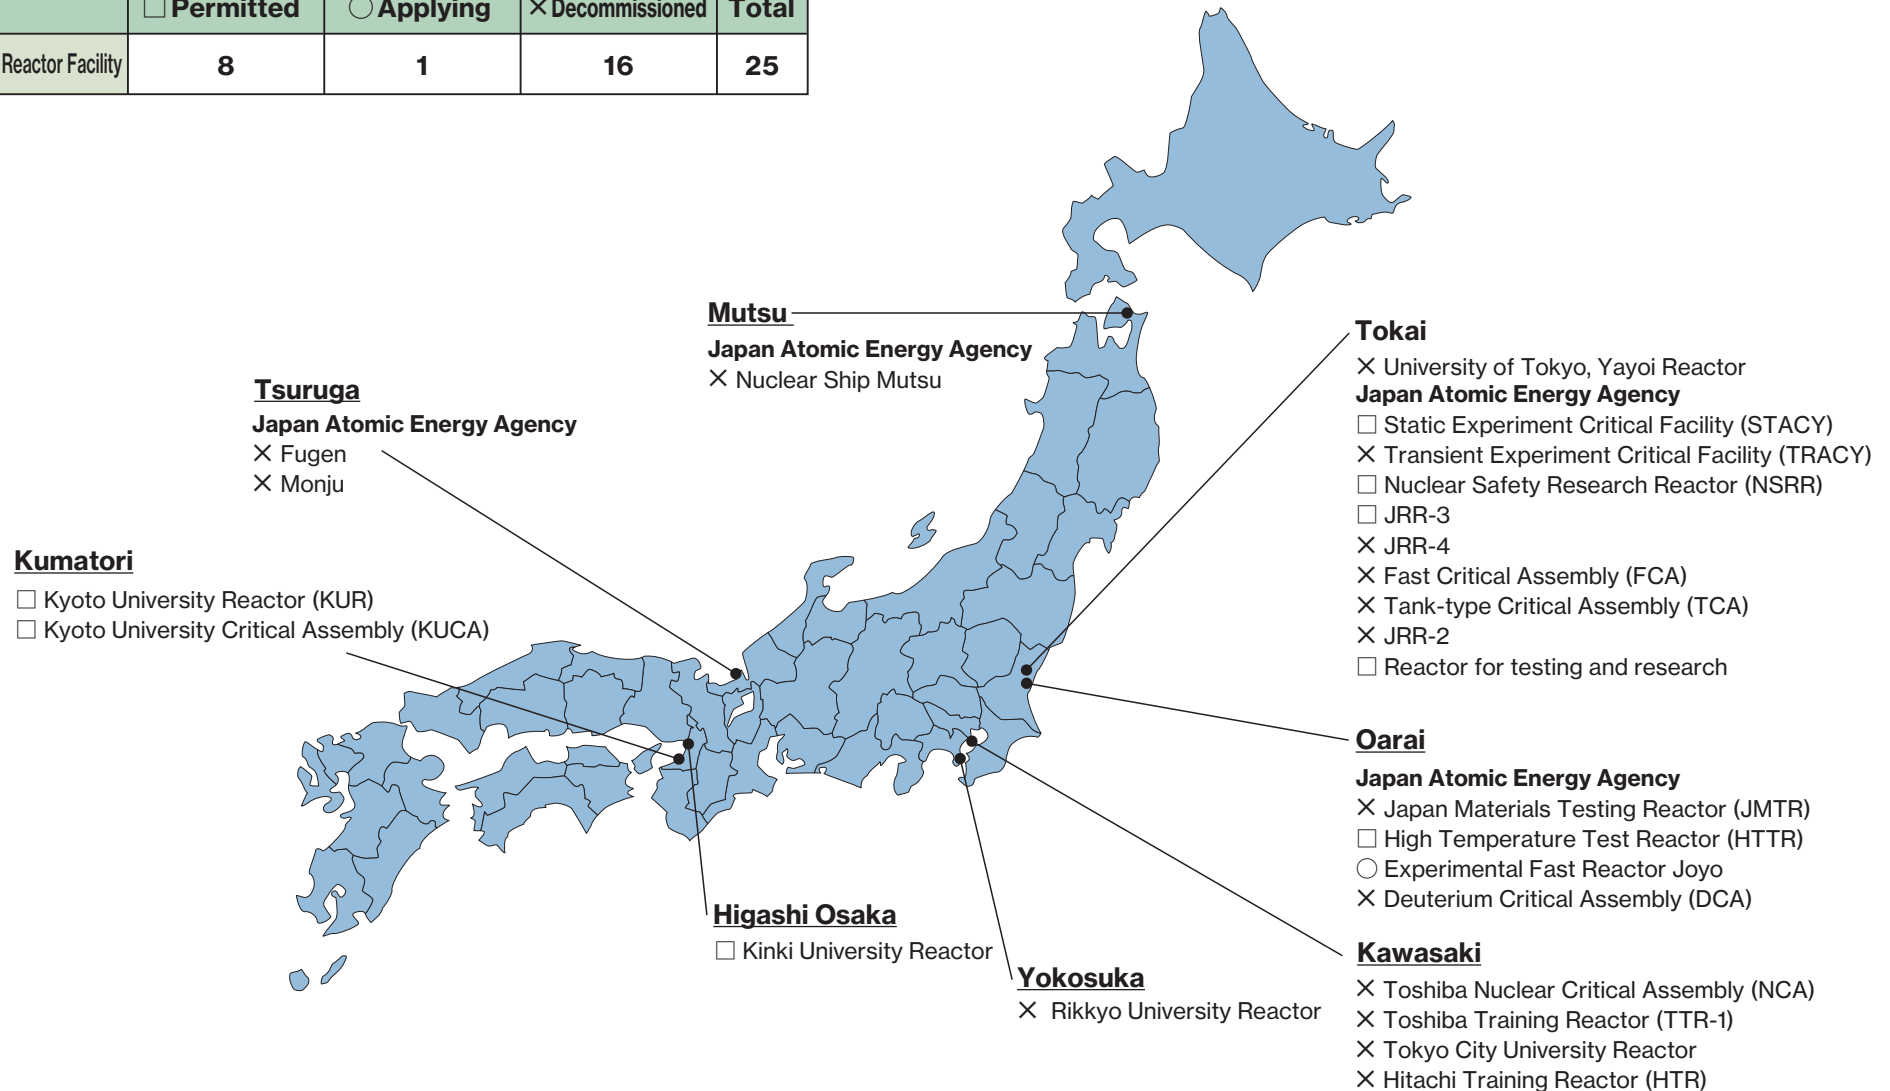 □ Permitted ○ Applying × Decommissioned Total
Reactor Facility 8 1 16 25
Mutsu
Japan Atomic Energy Agency
× Nuclear Ship Mutsu
Tsuruga
Japan Atomic Energy Agency
× Fugen
× Monju
Kumatori
□ Kyoto University Reactor (KUR)
□ Kyoto University Critical Assembly (KUCA)
Tokai
× University of Tokyo, Yayoi Reactor
Japan Atomic Energy Agency
□ Static Experiment Critical Facility (STACY)
× Transient Experiment Critical Facility (TRACY)
□ Nuclear Safety Research Reactor (NSRR)
□ JRR-3
× JRR-4
× Fast Critical Assembly (FCA)
× Tank-type Critical Assembly (TCA)
× JRR-2
□ Reactor for testing and research
Oarai
Japan Atomic Energy Agency
× Japan Materials Testing Reactor (JMTR)
□ High Temperature Test Reactor (HTTR)
○ Experimental Fast Reactor Joyo
× Deuterium Critical Assembly (DCA)
Higashi Osaka
□ Kinki University Reactor
Yokosuka
× Rikkyo University Reactor
Kawasaki
× Toshiba Nuclear Critical Assembly (NCA)
× Toshiba Training Reactor (TTR-1)
× Tokyo City University Reactor
× Hitachi Training Reactor (HTR)